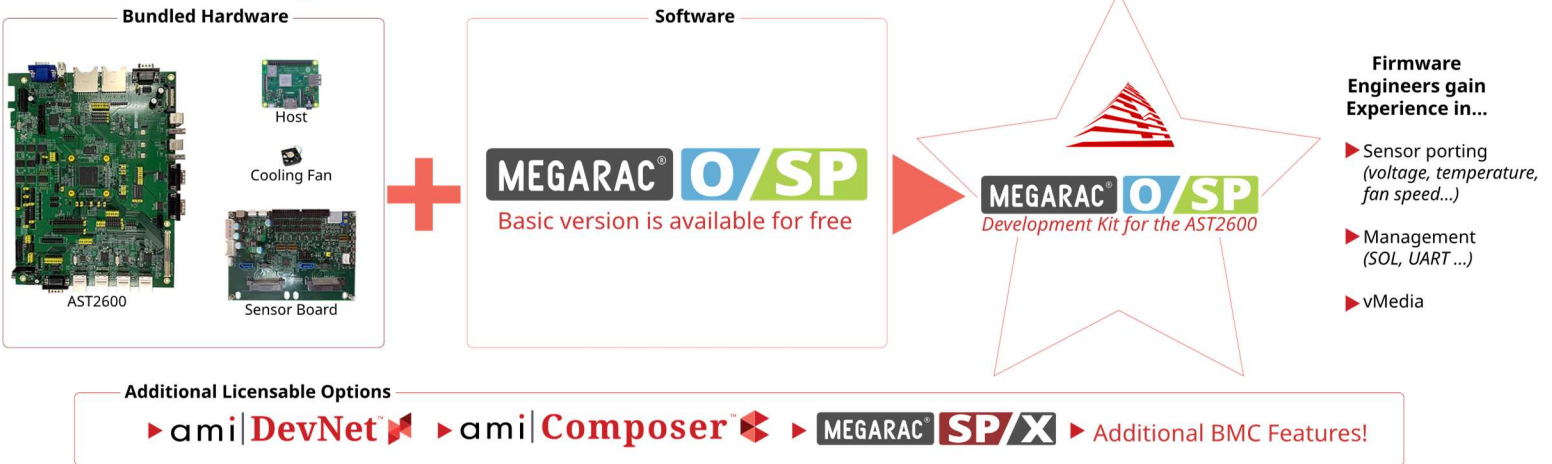 Bundled Hardware
AST2600
Host
Cooling Fan
Sensor Board
Software
MEGARAC® O/SP
Basic version is available for free
MEGARAC® O/SP
Development Kit for the AST2600
Firmware
Engineers gain
Experience in...
Sensor porting
(voltage, temperature,
fan speed...)
Management
(SOL, UART ...)
vMedia
Additional Licensable Options
ami|DevNet™
ami|Composer™
MEGARAC® SP/X
Additional BMC Features!